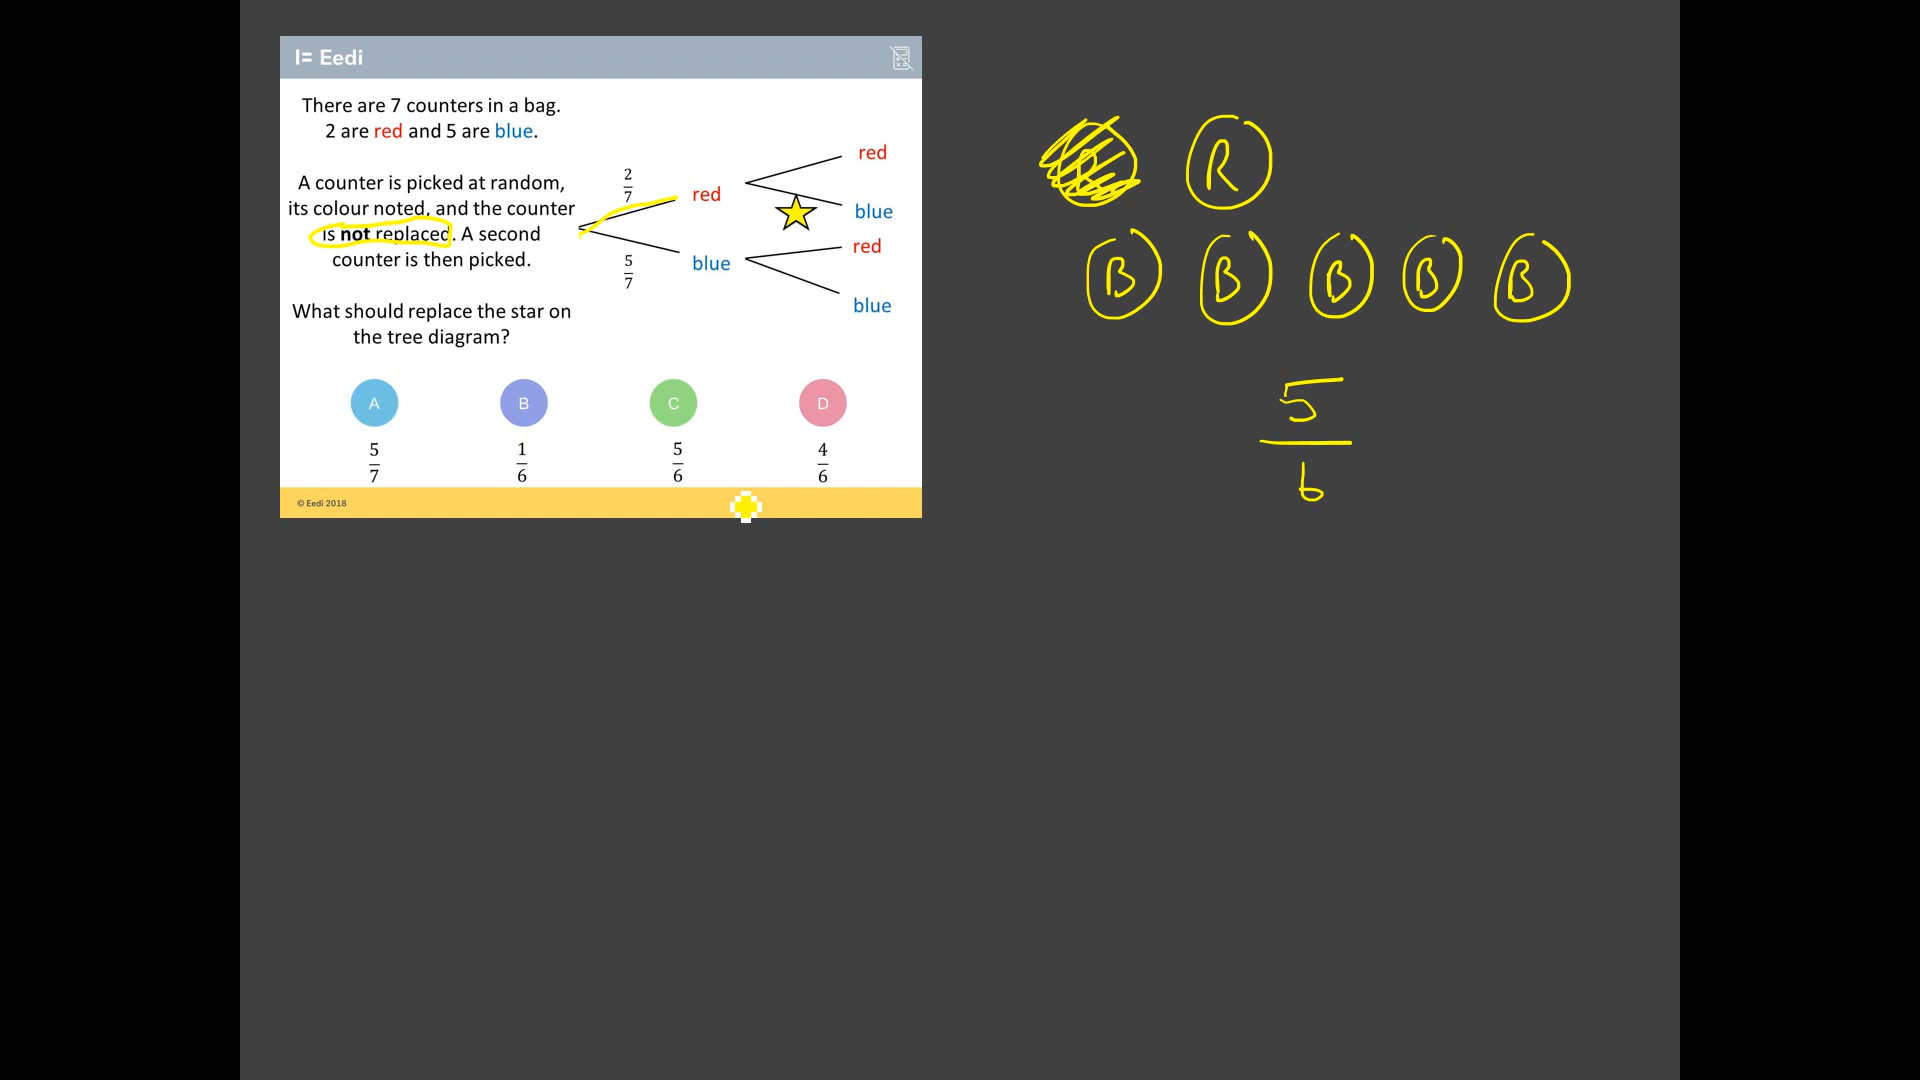 Eedi
There are 7 counters in a bag.
2 are red and 5 are blue.
A counter is picked at random,
its colour noted, and the counter
is not replaced. A second
counter is then picked.
What should replace the star on
the tree diagram?
2
7
5
7
red
blue
red
blue
red
blue
A
B
C
D
5
7
1
6
5
6
4
6
© Eedi 2018
R
R
B B B B B
5
6